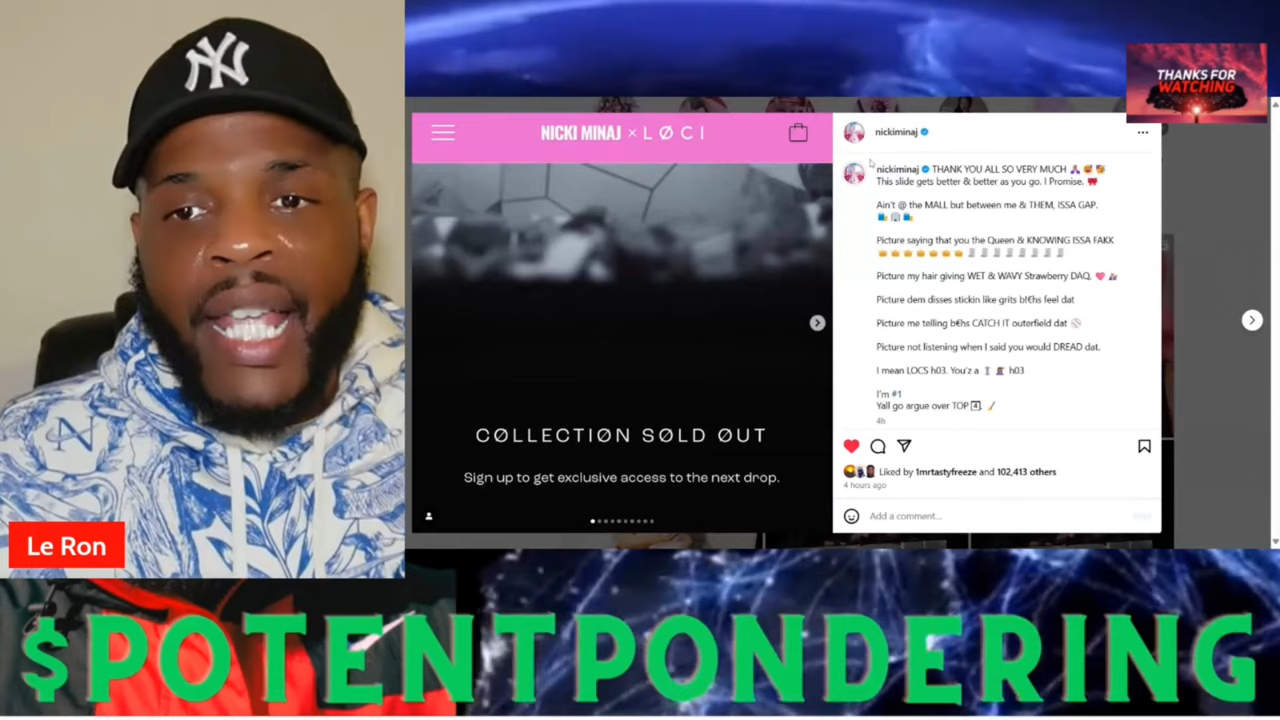 NY
THANKS FOR
WATCHING
NICKI MINAJ × LØCI
nickiminaj
nickiminaj THANK YOU ALL SO VERY MUCH
This slide gets better & better as you go. I Promise.
Ain't @ the MALL but between me & THEM, ISSA GAP.
Picture saying that you the Queen & KNOWING ISSA FAKK
Picture my hair giving WET & WAVY Strawberry DAQ.
Picture dem disses stickin like grits b!€hs feel dat
Picture me telling b€hs CATCH IT outerfield dat
Picture not listening when I said you would DREAD dat.
I mean LOCS h03. You'z a h03
I'm #1
Yall go argue over TOP 4.
4h
CØLLECTIØN SØLD ØUT
Sign up to get exclusive access to the next drop.
Liked by 1mrtastyfreeze and 102,413 others
4 hours ago
Add a comment...
N
Le Ron
$POTENTPONDERING